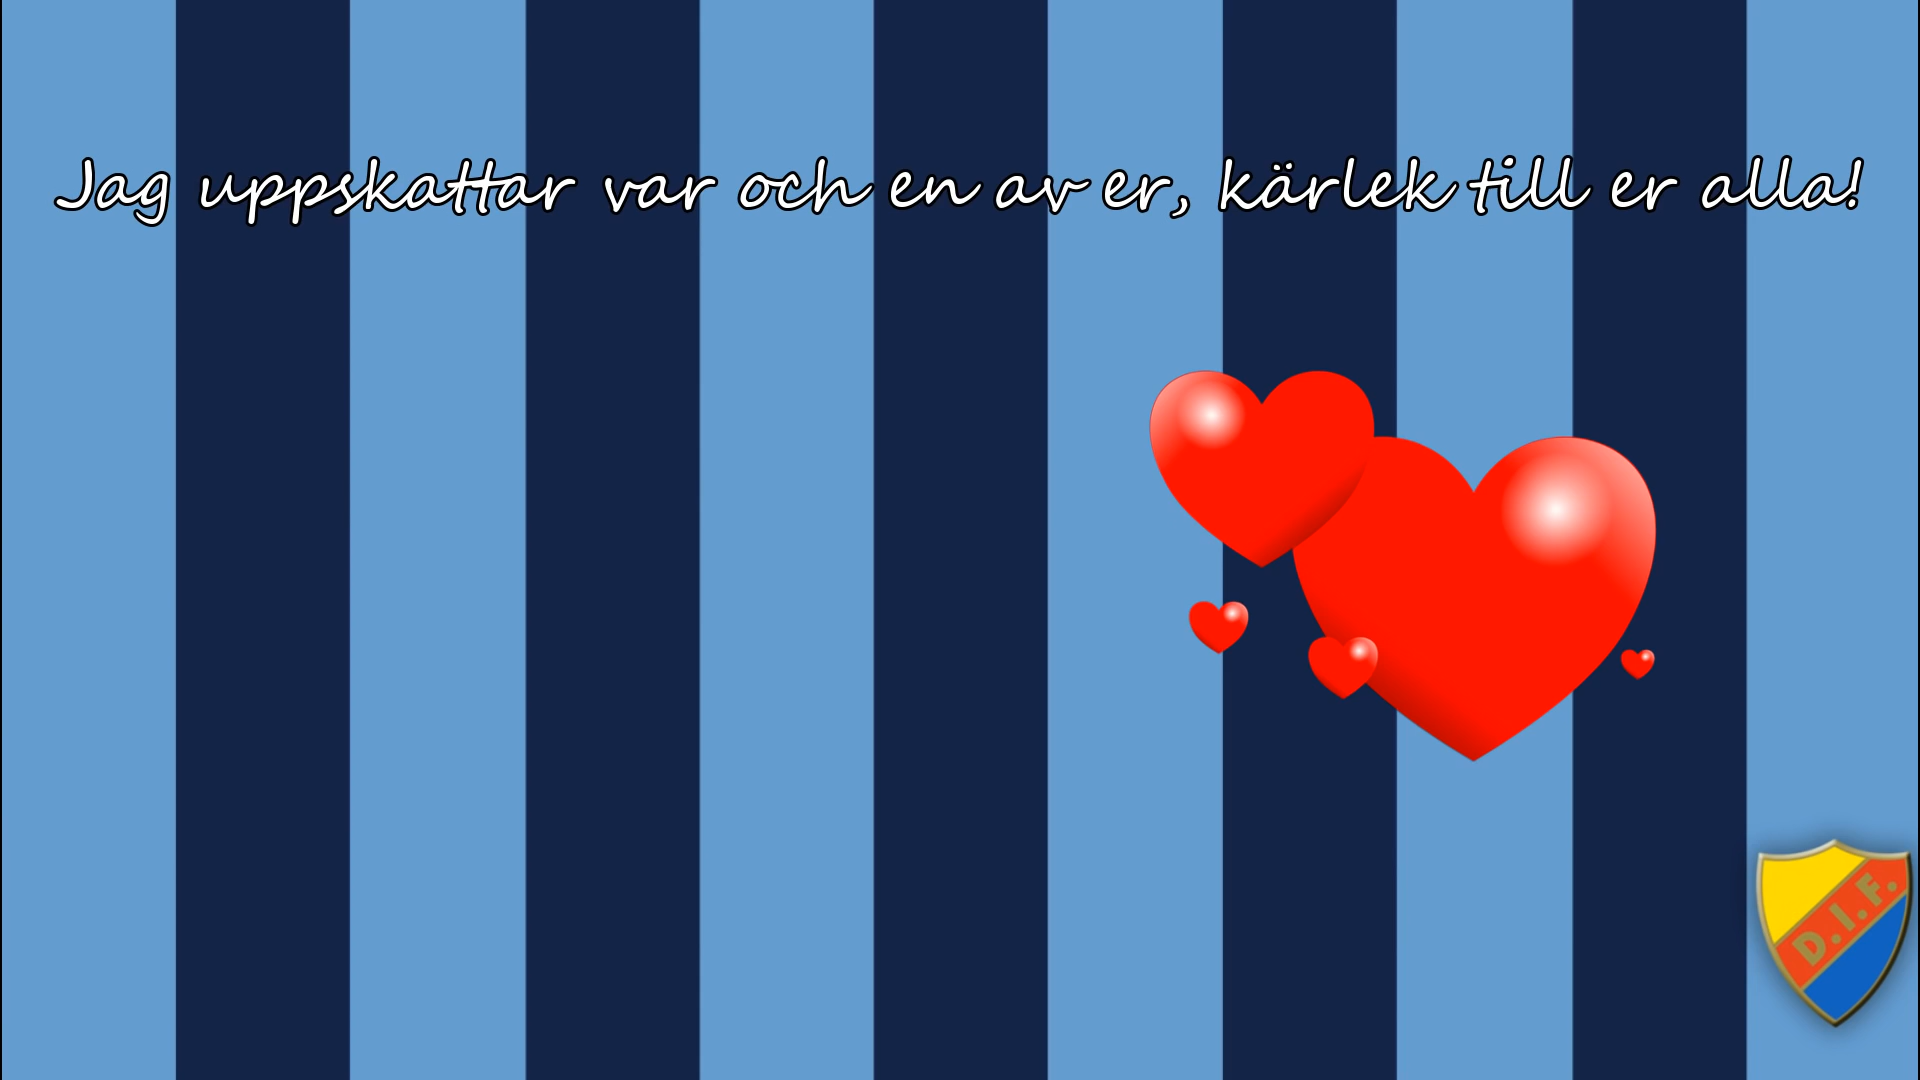 Jag uppskattar var och en av er, kärlek till er alla!
D.I.F.